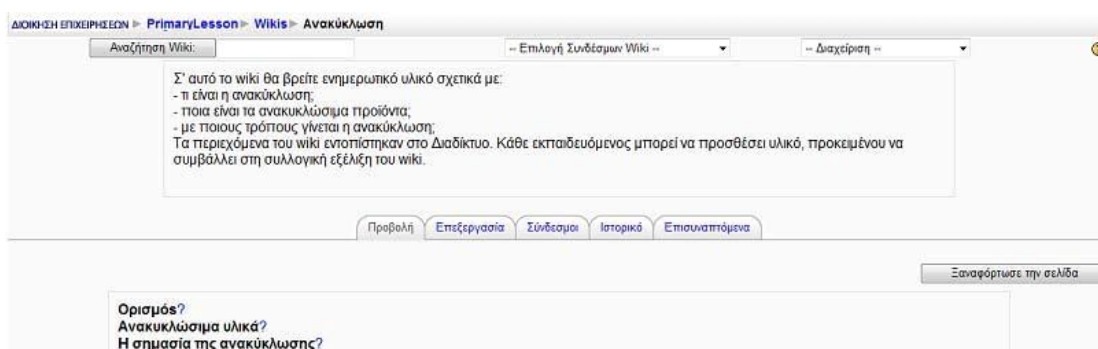 ΔΙΟΙΚΗΣΗ ΕΠΙΧΕΙΡΗΣΕΩΝ ► PrimaryLesson ► Wikis ► Ανακύκλωση
Αναζήτηση Wiki: -- Επιλογή Συνδέσμων Wiki -- -- Διαχείριση --
Σ' αυτό το wiki θα βρείτε ενημερωτικό υλικό σχετικά με:
- τι είναι η ανακύκλωση;
- ποια είναι τα ανακυκλώσιμα προϊόντα;
- με ποιους τρόπους γίνεται η ανακύκλωση;
Τα περιεχόμενα του wiki εντοπίστηκαν στο Διαδίκτυο. Κάθε εκπαιδευόμενος μπορεί να προσθέσει υλικό, προκειμένου να
συμβάλλει στη συλλογική εξέλιξη του wiki.
Προβολή Επεξεργασία Σύνδεσμοι Ιστορικό Επισυναπτόμενα
Ξαναφόρτωσε την σελίδα
Ορισμός?
Ανακυκλώσιμα υλικά?
Η σημασία της ανακύκλωσης?